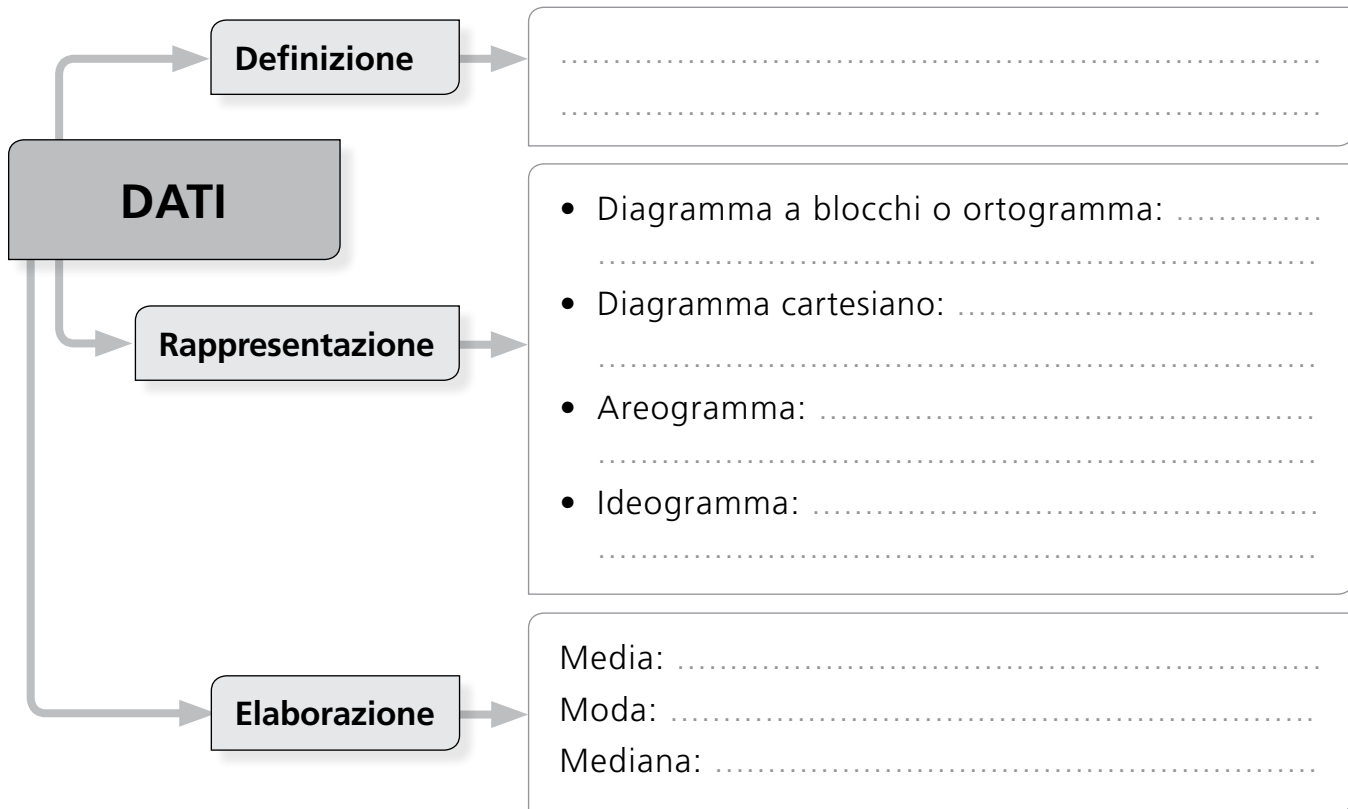 Definizione
................................................................
................................................................
DATI
Rappresentazione
• Diagramma a blocchi o ortogramma: ..............
................................................................
• Diagramma cartesiano: ..................................
................................................................
• Areogramma: ...............................................
................................................................
• Ideogramma: ................................................
................................................................
Elaborazione
Media: .............................................................
Moda: .............................................................
Mediana: .........................................................